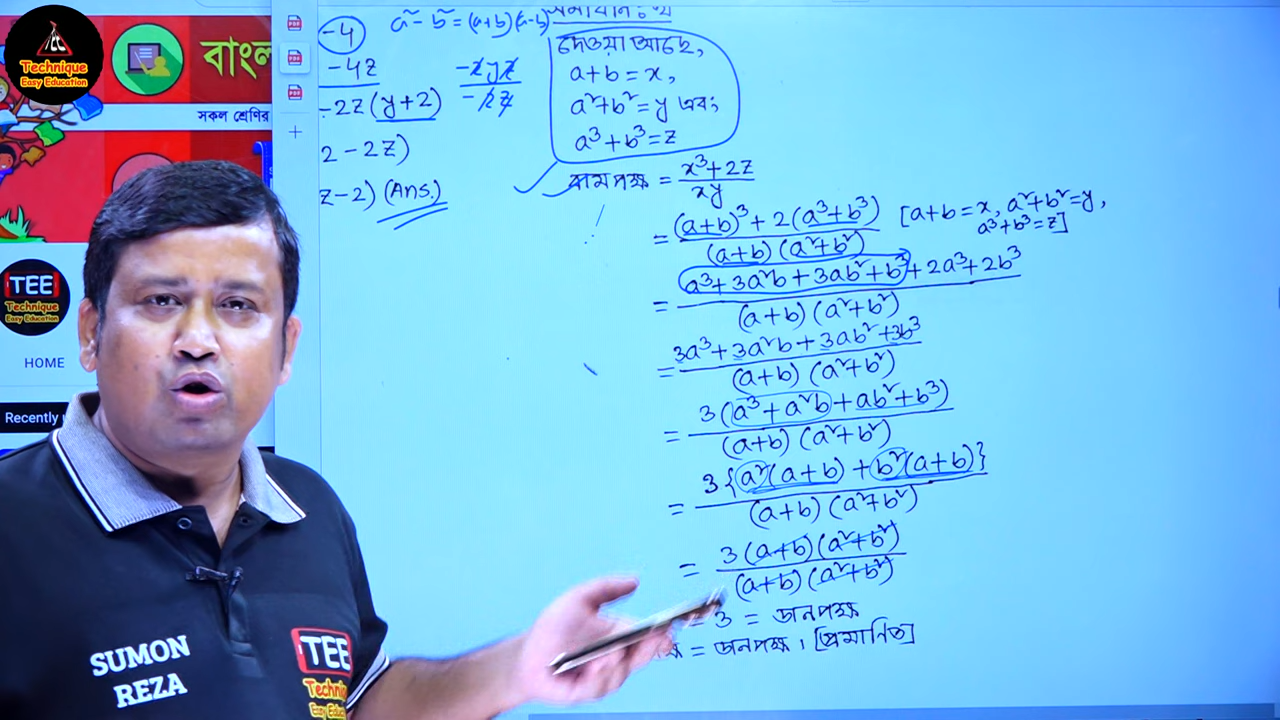 TEE
Technique
Easy Education
বাংল
সকল শ্রেণির
TEE
Technique
Easy Education
HOME
Recently
SUMON
REZA
TEE
PDF
PDF
PDF
+
-4
a²-b²=(a+b)(a-b)
-4z
-2z(y+2)
2-2z)
z-2) (Ans.)
দেওয়া আছে,
a+b=x,
a²+b²=y এবং
a³+b³=z
বামপক্ষ = (x³+2z)/(xy)
= ((a+b)³+2(a³+b³))/((a+b)(a²+b²)) [a+b=x, a²+b²=y,
a³+b³=z]
= (a³+3a²b+3ab²+b³+2a³+2b³)/((a+b)(a²+b²))
= (3a³+3a²b+3ab²+3b³)/((a+b)(a²+b²))
= (3(a³+a²b+ab²+b³))/((a+b)(a²+b²))
= (3{a²(a+b)+b²(a+b)})/((a+b)(a²+b²))
= (3(a+b)(a²+b²))/((a+b)(a²+b²))
= 3 = ডানপক্ষ
= ডানপক্ষ। [প্রমাণিত]